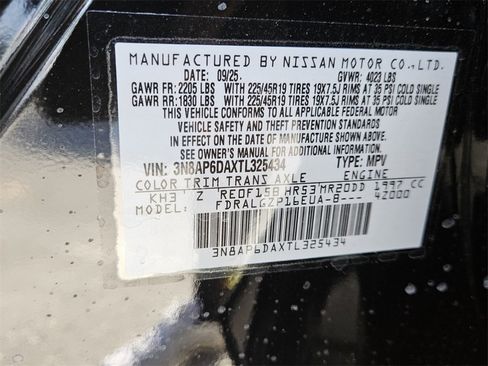 MANUFACTURED BY NISSAN MOTOR CO.,LTD.
DATE: 09/25. GVWR: 4023 LBS
GAWR FR: 2205 LBS WITH 225/45R19 TIRES 19X7.5J RIMS AT 35 PSI COLD SINGLE
GAWR RR: 1830 LBS WITH 225/45R19 TIRES 19X7.5J RIMS AT 35 PSI COLD SINGLE
THIS VEHICLE CONFORMS TO ALL APPLICABLE FEDERAL MOTOR
VEHICLE SAFETY AND THEFT PREVENTION STANDARDS
IN EFFECT ON THE DATE OF MANUFACTURE SHOWN ABOVE.
SEE OWNER'S MANUAL FOR ADDITIONAL INFORMATION
VIN: 3N8AP6DAXTL325434 TYPE: MPV
COLOR TRIM TRANS AXLE ENGINE
KH3 Z RE0F15B HR53 MR20DD 1997 CC
MODEL: FDRALGZP16EUA-B--- 42000
3N8AP6DAXTL325434